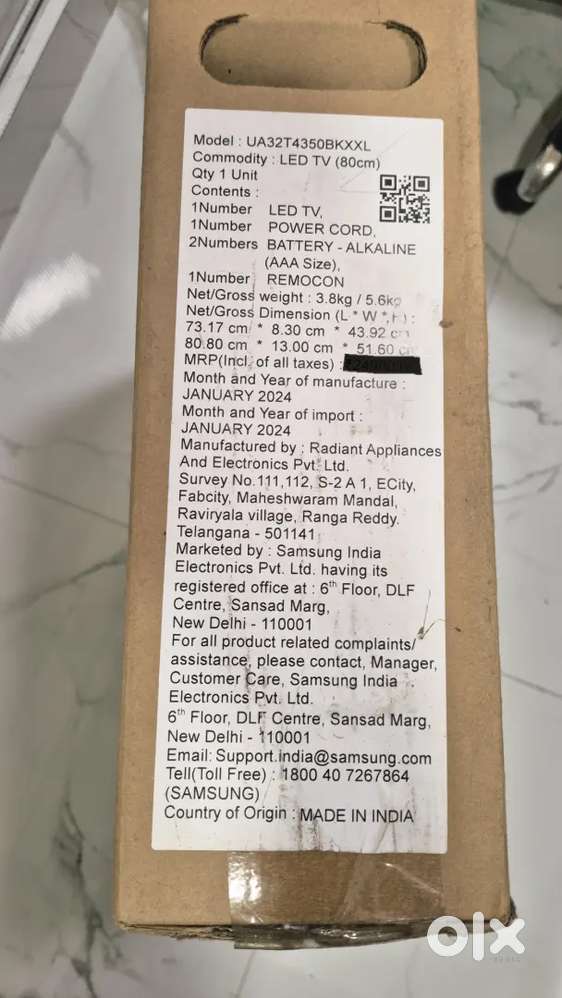 Model : UA32T4350BKXXL
Commodity : LED TV (80cm)
Qty 1 Unit
Contents :
1Number LED TV,
1Number POWER CORD,
2Numbers BATTERY - ALKALINE
(AAA Size),
1Number REMOCON
Net/Gross weight : 3.8kg / 5.6kg
Net/Gross Dimension (L * W * H) :
73.17 cm * 8.30 cm * 43.92 cm
80.80 cm * 13.00 cm * 51.60 cm
MRP(Incl. of all taxes) :
Month and Year of manufacture :
JANUARY 2024
Month and Year of import :
JANUARY 2024
Manufactured by : Radiant Appliances
And Electronics Pvt. Ltd.
Survey No.111,112, S-2 A 1, ECity,
Fabcity, Maheshwaram Mandal,
Raviryala village, Ranga Reddy.
Telangana - 501141
Marketed by : Samsung India
Electronics Pvt. Ltd. having its
registered office at : 6th Floor, DLF
Centre, Sansad Marg,
New Delhi - 110001
For all product related complaints/
assistance, please contact, Manager,
Customer Care, Samsung India
Electronics Pvt. Ltd.
6th Floor, DLF Centre, Sansad Marg,
New Delhi - 110001
Email: Support.india@samsung.com
Tell(Toll Free) : 1800 40 7267864
(SAMSUNG)
Country of Origin : MADE IN INDIA
olx